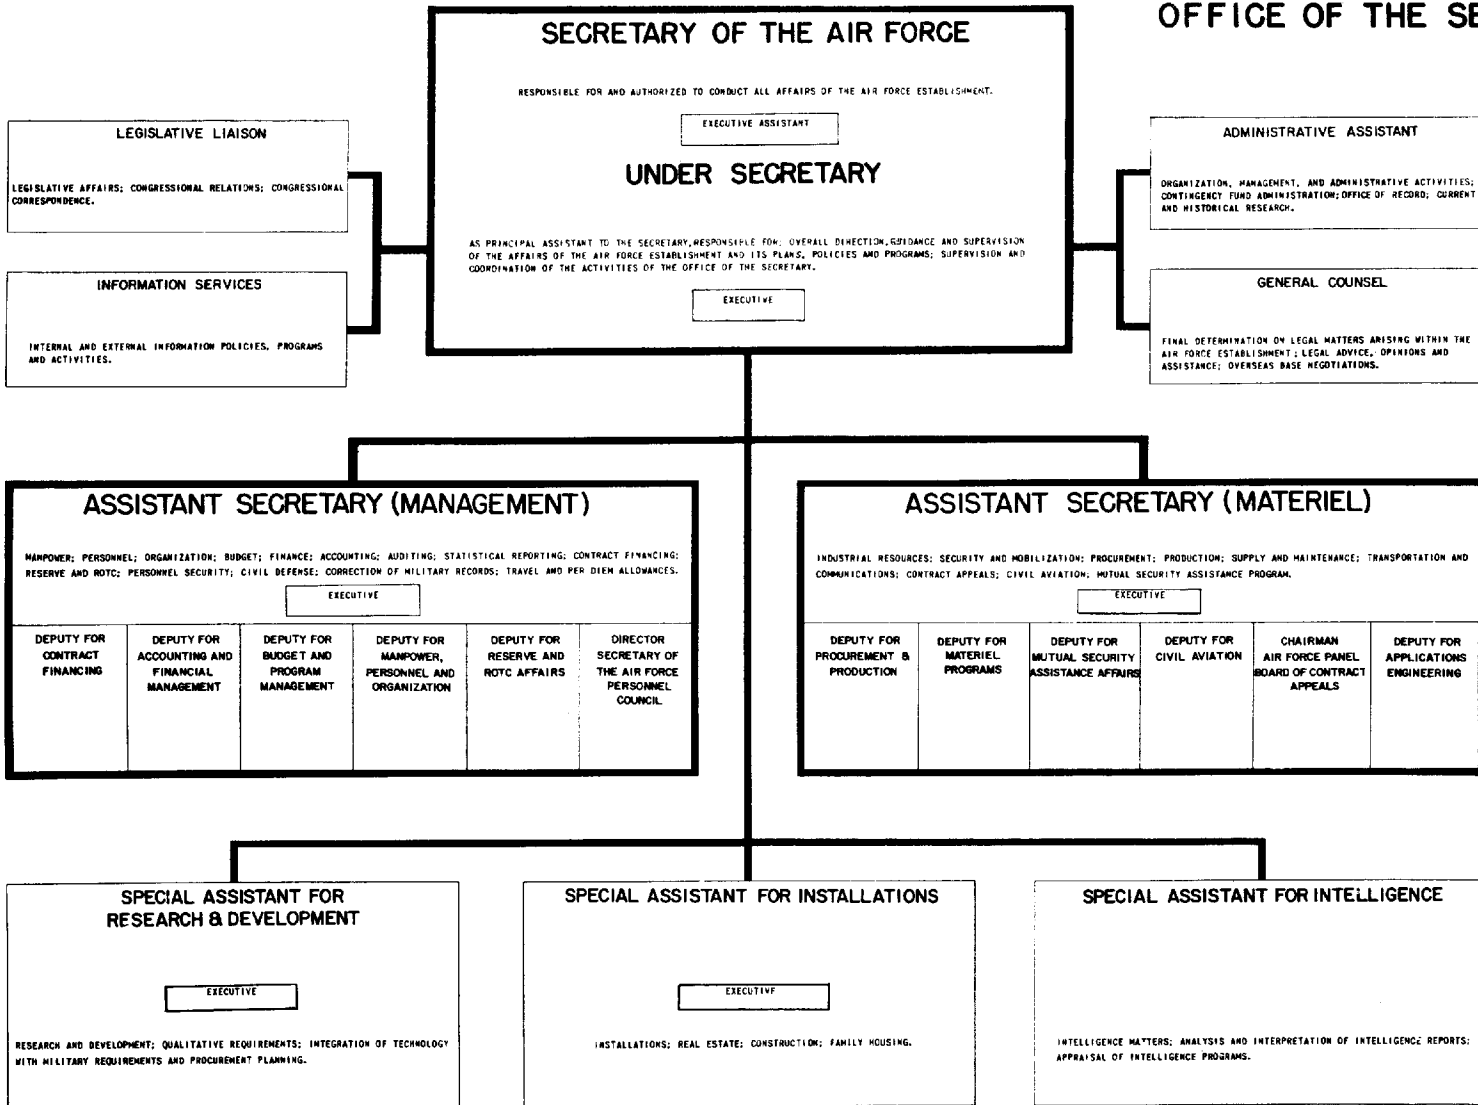 OFFICE OF THE SE
SECRETARY OF THE AIR FORCE
RESPONSIBLE FOR AND AUTHORIZED TO CONDUCT ALL AFFAIRS OF THE AIR FORCE ESTABLISHMENT.
EXECUTIVE ASSISTANT
UNDER SECRETARY
AS PRINCIPAL ASSISTANT TO THE SECRETARY, RESPONSIBLE FOR: OVERALL DIRECTION, GUIDANCE AND SUPERVISION
OF THE AFFAIRS OF THE AIR FORCE ESTABLISHMENT AND ITS PLANS, POLICIES AND PROGRAMS; SUPERVISION AND
COORDINATION OF THE ACTIVITIES OF THE OFFICE OF THE SECRETARY.
EXECUTIVE
LEGISLATIVE LIAISON
LEGISLATIVE AFFAIRS; CONGRESSIONAL RELATIONS; CONGRESSIONAL
CORRESPONDENCE.
INFORMATION SERVICES
INTERNAL AND EXTERNAL INFORMATION POLICIES, PROGRAMS
AND ACTIVITIES.
ADMINISTRATIVE ASSISTANT
ORGANIZATION, MANAGEMENT, AND ADMINISTRATIVE ACTIVITIES;
CONTINGENCY FUND ADMINISTRATION; OFFICE OF RECORD; CURRENT
AND HISTORICAL RESEARCH.
GENERAL COUNSEL
FINAL DETERMINATION ON LEGAL MATTERS ARISING WITHIN THE
AIR FORCE ESTABLISHMENT; LEGAL ADVICE, OPINIONS AND
ASSISTANCE; OVERSEAS BASE NEGOTIATIONS.
ASSISTANT SECRETARY (MANAGEMENT)
MANPOWER; PERSONNEL; ORGANIZATION; BUDGET; FINANCE; ACCOUNTING; AUDITING; STATISTICAL REPORTING; CONTRACT FINANCING;
RESERVE AND ROTC; PERSONNEL SECURITY; CIVIL DEFENSE; CORRECTION OF MILITARY RECORDS; TRAVEL AND PER DIEM ALLOWANCES.
EXECUTIVE
DEPUTY FOR
CONTRACT
FINANCING
DEPUTY FOR
ACCOUNTING AND
FINANCIAL
MANAGEMENT
DEPUTY FOR
BUDGET AND
PROGRAM
MANAGEMENT
DEPUTY FOR
MANPOWER,
PERSONNEL AND
ORGANIZATION
DEPUTY FOR
RESERVE AND
ROTC AFFAIRS
DIRECTOR
SECRETARY OF
THE AIR FORCE
PERSONNEL
COUNCIL
ASSISTANT SECRETARY (MATERIEL)
INDUSTRIAL RESOURCES; SECURITY AND MOBILIZATION; PROCUREMENT; PRODUCTION; SUPPLY AND MAINTENANCE; TRANSPORTATION AND
COMMUNICATIONS; CONTRACT APPEALS; CIVIL AVIATION; MUTUAL SECURITY ASSISTANCE PROGRAM.
EXECUTIVE
DEPUTY FOR
PROCUREMENT &
PRODUCTION
DEPUTY FOR
MATERIEL
PROGRAMS
DEPUTY FOR
MUTUAL SECURITY
ASSISTANCE AFFAIRS
DEPUTY FOR
CIVIL AVIATION
CHAIRMAN
AIR FORCE PANEL
BOARD OF CONTRACT
APPEALS
DEPUTY FOR
APPLICATIONS
ENGINEERING
SPECIAL ASSISTANT FOR
RESEARCH & DEVELOPMENT
EXECUTIVE
RESEARCH AND DEVELOPMENT; QUALITATIVE REQUIREMENTS; INTEGRATION OF TECHNOLOGY
WITH MILITARY REQUIREMENTS AND PROCUREMENT PLANNING.
SPECIAL ASSISTANT FOR INSTALLATIONS
EXECUTIVE
INSTALLATIONS; REAL ESTATE; CONSTRUCTION; FAMILY HOUSING.
SPECIAL ASSISTANT FOR INTELLIGENCE
INTELLIGENCE MATTERS; ANALYSIS AND INTERPRETATION OF INTELLIGENCE REPORTS;
APPRAISAL OF INTELLIGENCE PROGRAMS.